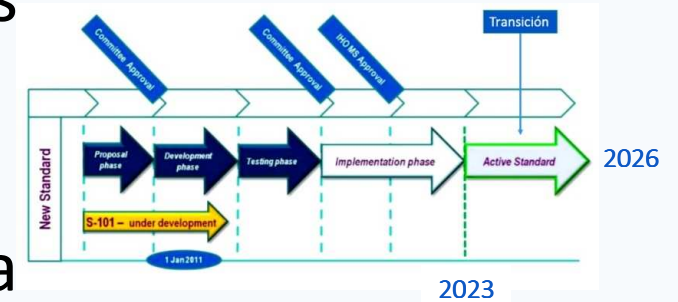 s
Transición
Committee Approval
Committee Approval
IHO MS Approval
New Standard
Proposal
phase
Development
phase
Testing phase
Implementation phase
Active Standard
2026
S-101 – under development
a
1 Jan 2011
2023